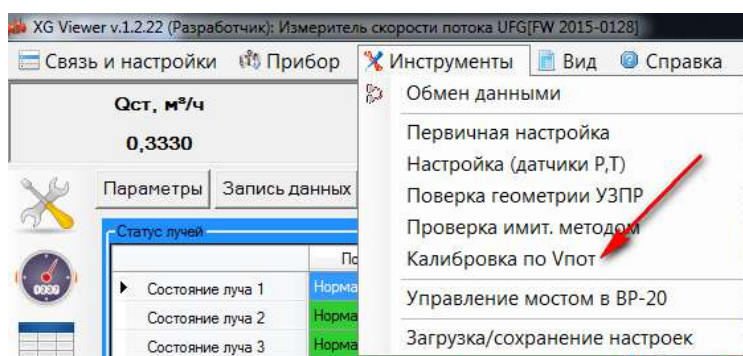 XG Viewer v.1.2.22 (Разработчик): Измеритель скорости потока UFG[FW 2015-0128]
Связь и настройки Прибор Инструменты Вид Справка
Qст, м³/ч
0,3330
Параметры Запись данных
Статус лучей
Состояние луча 1 Норма
Состояние луча 2 Норма
Состояние луча 3 Норма
Обмен данными
Первичная настройка
Настройка (датчики P,T)
Поверка геометрии УЗПР
Проверка имит. методом
Калибровка по Vпот
Управление мостом в BP-20
Загрузка/сохранение настроек